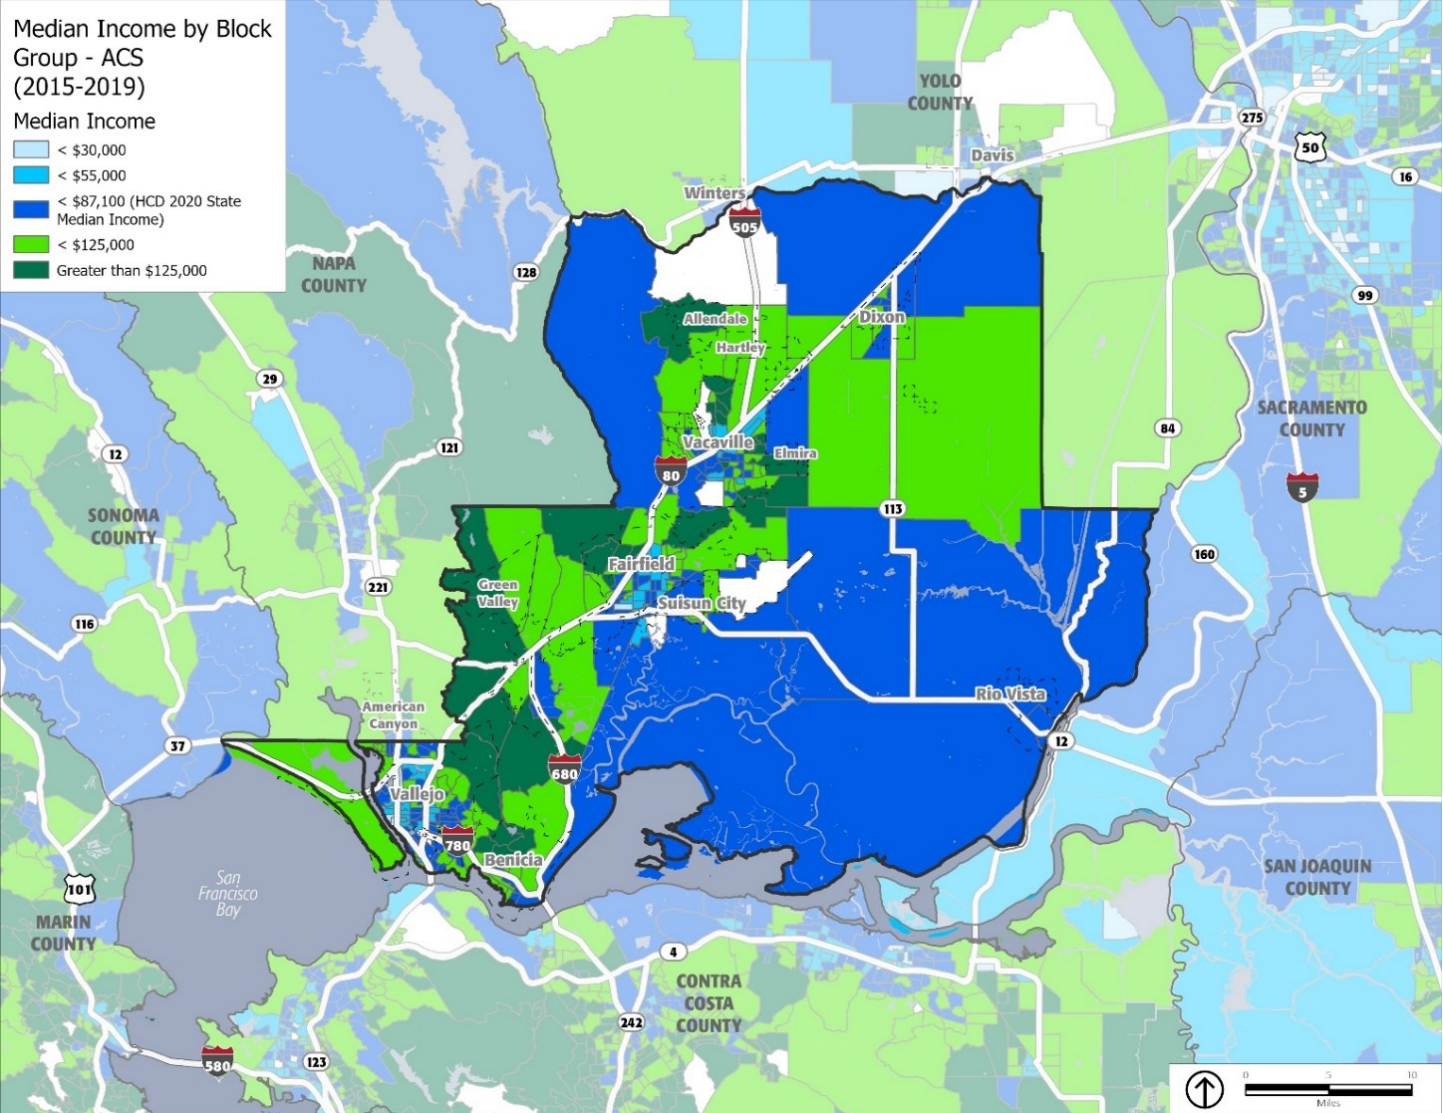 Median Income by Block
Group - ACS
(2015-2019)
Median Income
< $30,000
< $55,000
< $87,100 (HCD 2020 State
Median Income)
< $125,000
Greater than $125,000
YOLO
COUNTY
275
50
16
Davis
Winters
505
NAPA
COUNTY
128
99
Allendale
Dixon
Hartley
29
SACRAMENTO
COUNTY
84
12
121
Vacaville
Elmira
80
5
SONOMA
COUNTY
113
160
Fairfield
221
Green
Valley
Suisun City
116
Rio Vista
American
Canyon
37
12
680
Vallejo
780
Benicia
San
Francisco
Bay
101
SAN JOAQUIN
COUNTY
MARIN
COUNTY
4
CONTRA
COSTA
COUNTY
242
580
123
0 5 10
Miles